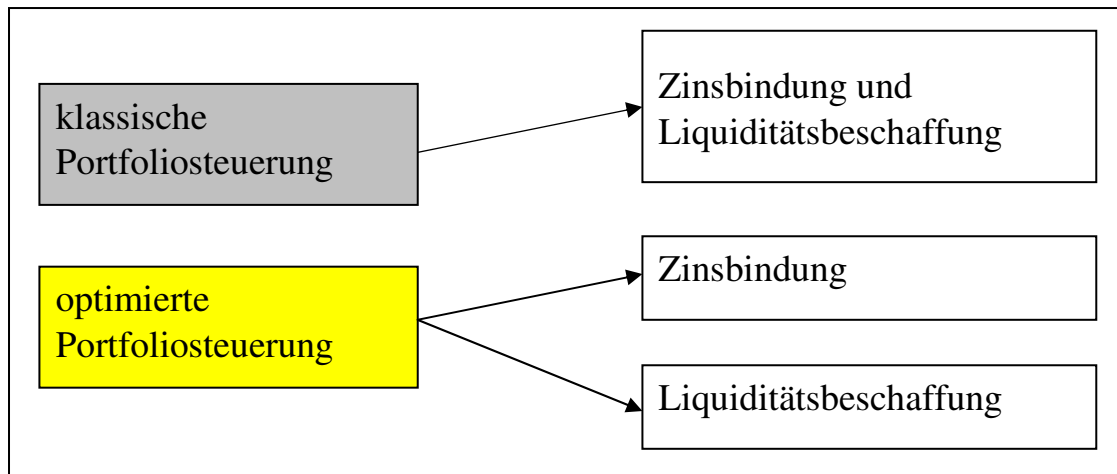 klassische
Portfoliosteuerung
Zinsbindung und
Liquiditätsbeschaffung
optimierte
Portfoliosteuerung
Zinsbindung
Liquiditätsbeschaffung